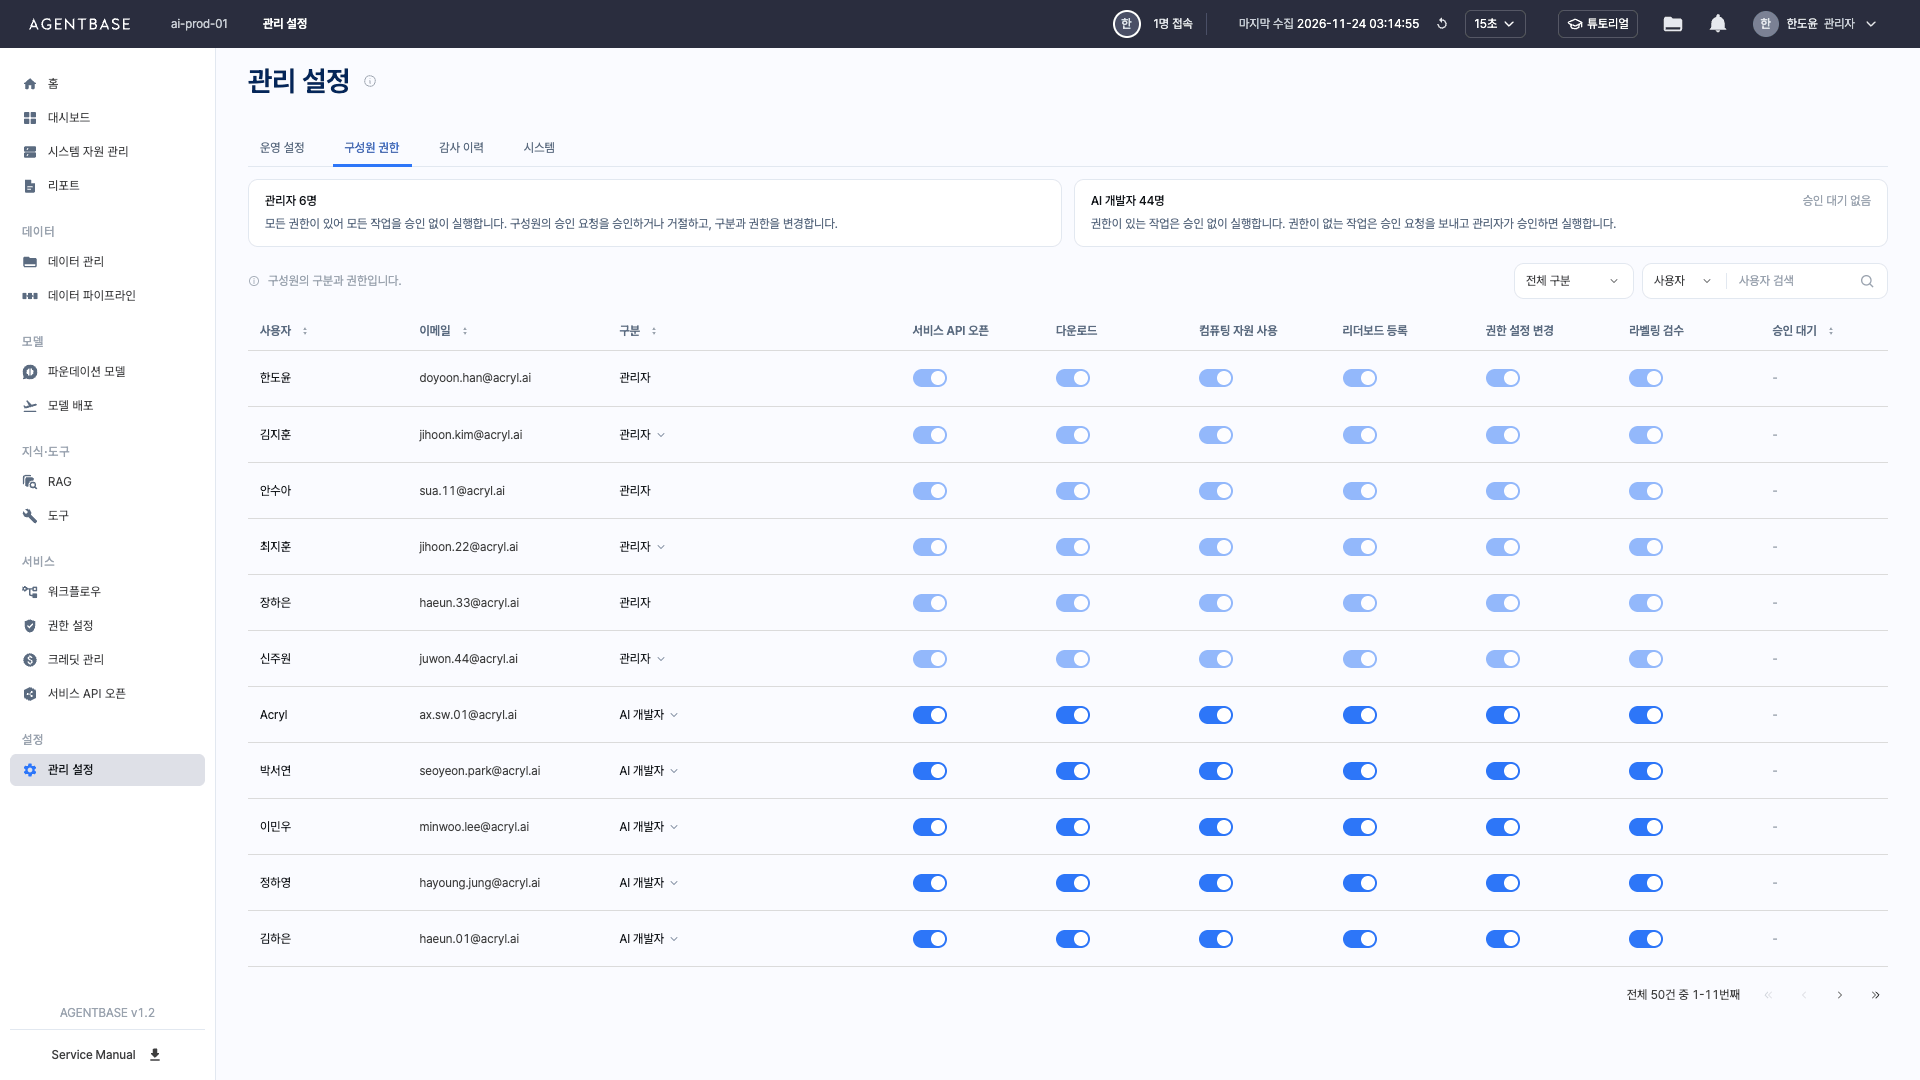 AGENTBASE ai-prod-01 관리 설정 한 1명 접속 마지막 수집 2026-11-24 03:14:55 15초 튜토리얼 한 한도윤 관리자
홈
대시보드
시스템 자원 관리
리포트
데이터
데이터 관리
데이터 파이프라인
모델
파운데이션 모델
모델 배포
지식·도구
RAG
도구
서비스
워크플로우
권한 설정
크레딧 관리
서비스 API 오픈
설정
관리 설정
AGENTBASE v1.2
Service Manual
관리 설정
운영 설정 구성원 권한 감사 이력 시스템
관리자 6명
모든 권한이 있어 모든 작업을 승인 없이 실행합니다. 구성원의 승인 요청을 승인하거나 거절하고, 구분과 권한을 변경합니다.
AI 개발자 44명 승인 대기 없음
권한이 있는 작업은 승인 없이 실행합니다. 권한이 없는 작업은 승인 요청을 보내고 관리자가 승인하면 실행합니다.
구성원의 구분과 권한입니다. 전체 구분 사용자 사용자 검색
사용자 이메일 구분 서비스 API 오픈 다운로드 컴퓨팅 자원 사용 리더보드 등록 권한 설정 변경 라벨링 검수 승인 대기
한도윤 doyoon.han@acryl.ai 관리자 -
김지훈 jihoon.kim@acryl.ai 관리자 -
안수아 sua.11@acryl.ai 관리자 -
최지훈 jihoon.22@acryl.ai 관리자 -
장하은 haeun.33@acryl.ai 관리자 -
신주원 juwon.44@acryl.ai 관리자 -
Acryl ax.sw.01@acryl.ai AI 개발자 -
박서연 seoyeon.park@acryl.ai AI 개발자 -
이민우 minwoo.lee@acryl.ai AI 개발자 -
정하영 hayoung.jung@acryl.ai AI 개발자 -
김하은 haeun.01@acryl.ai AI 개발자 -
전체 50건 중 1-11번째